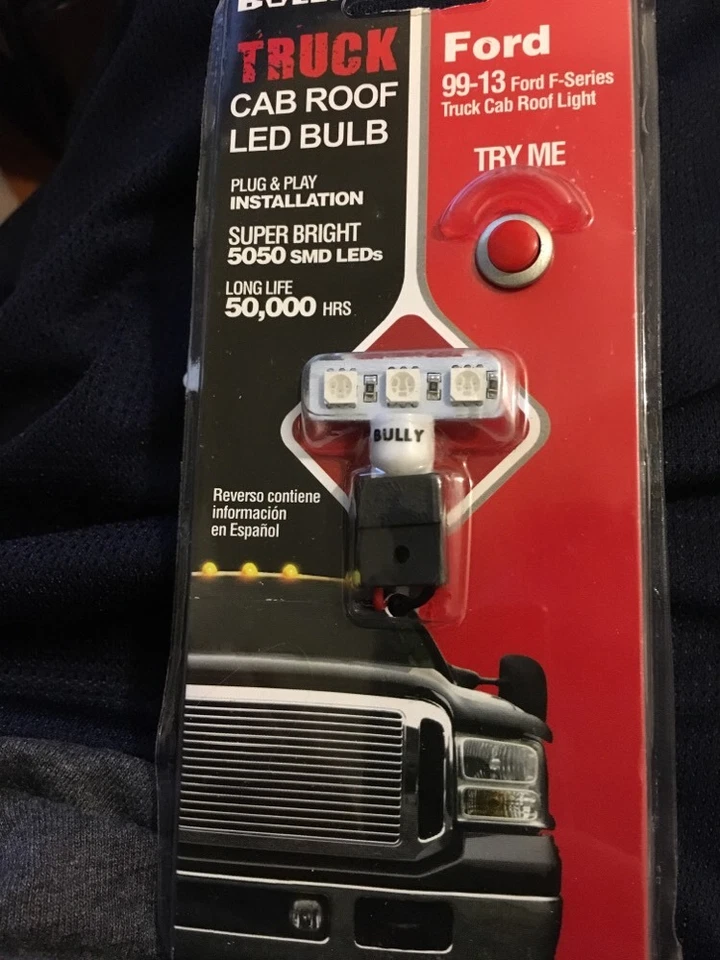 BULLY
TRUCK
CAB ROOF
LED BULB
PLUG & PLAY
INSTALLATION
SUPER BRIGHT
5050 SMD LEDs
LONG LIFE
50,000 HRS
Ford
99-13 Ford F-Series
Truck Cab Roof Light
TRY ME
BULLY
Reverso contiene
información
en Español